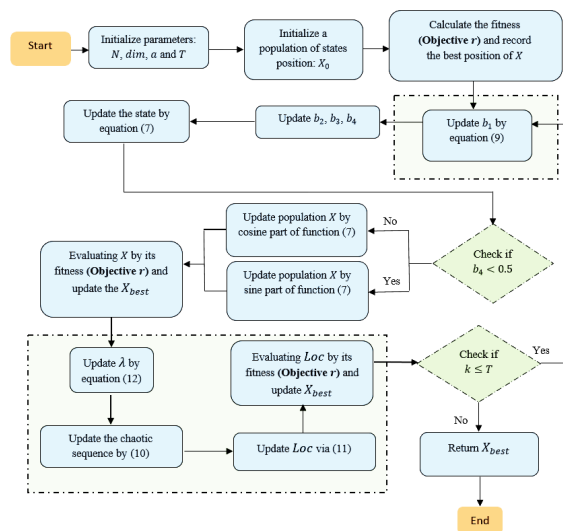 Start
Initialize parameters:
N, dim, a and T
Initialize a
population of states
position: X₀
Calculate the fitness
(Objective r) and record
the best position of X
Update b₁ by
equation (9)
Update b₂, b₃, b₄
Update the state by
equation (7)
Check if
b₄ < 0.5
No
Yes
Update population X by
cosine part of function (7)
Update population X by
sine part of function (7)
Evaluating X by its
fitness (Objective r) and
update the X_best
Update λ by
equation (12)
Update the chaotic
sequence by (10)
Update Loc via (11)
Evaluating Loc by its
fitness (Objective r) and
update X_best
Check if
k ≤ T
Yes
No
Return X_best
End